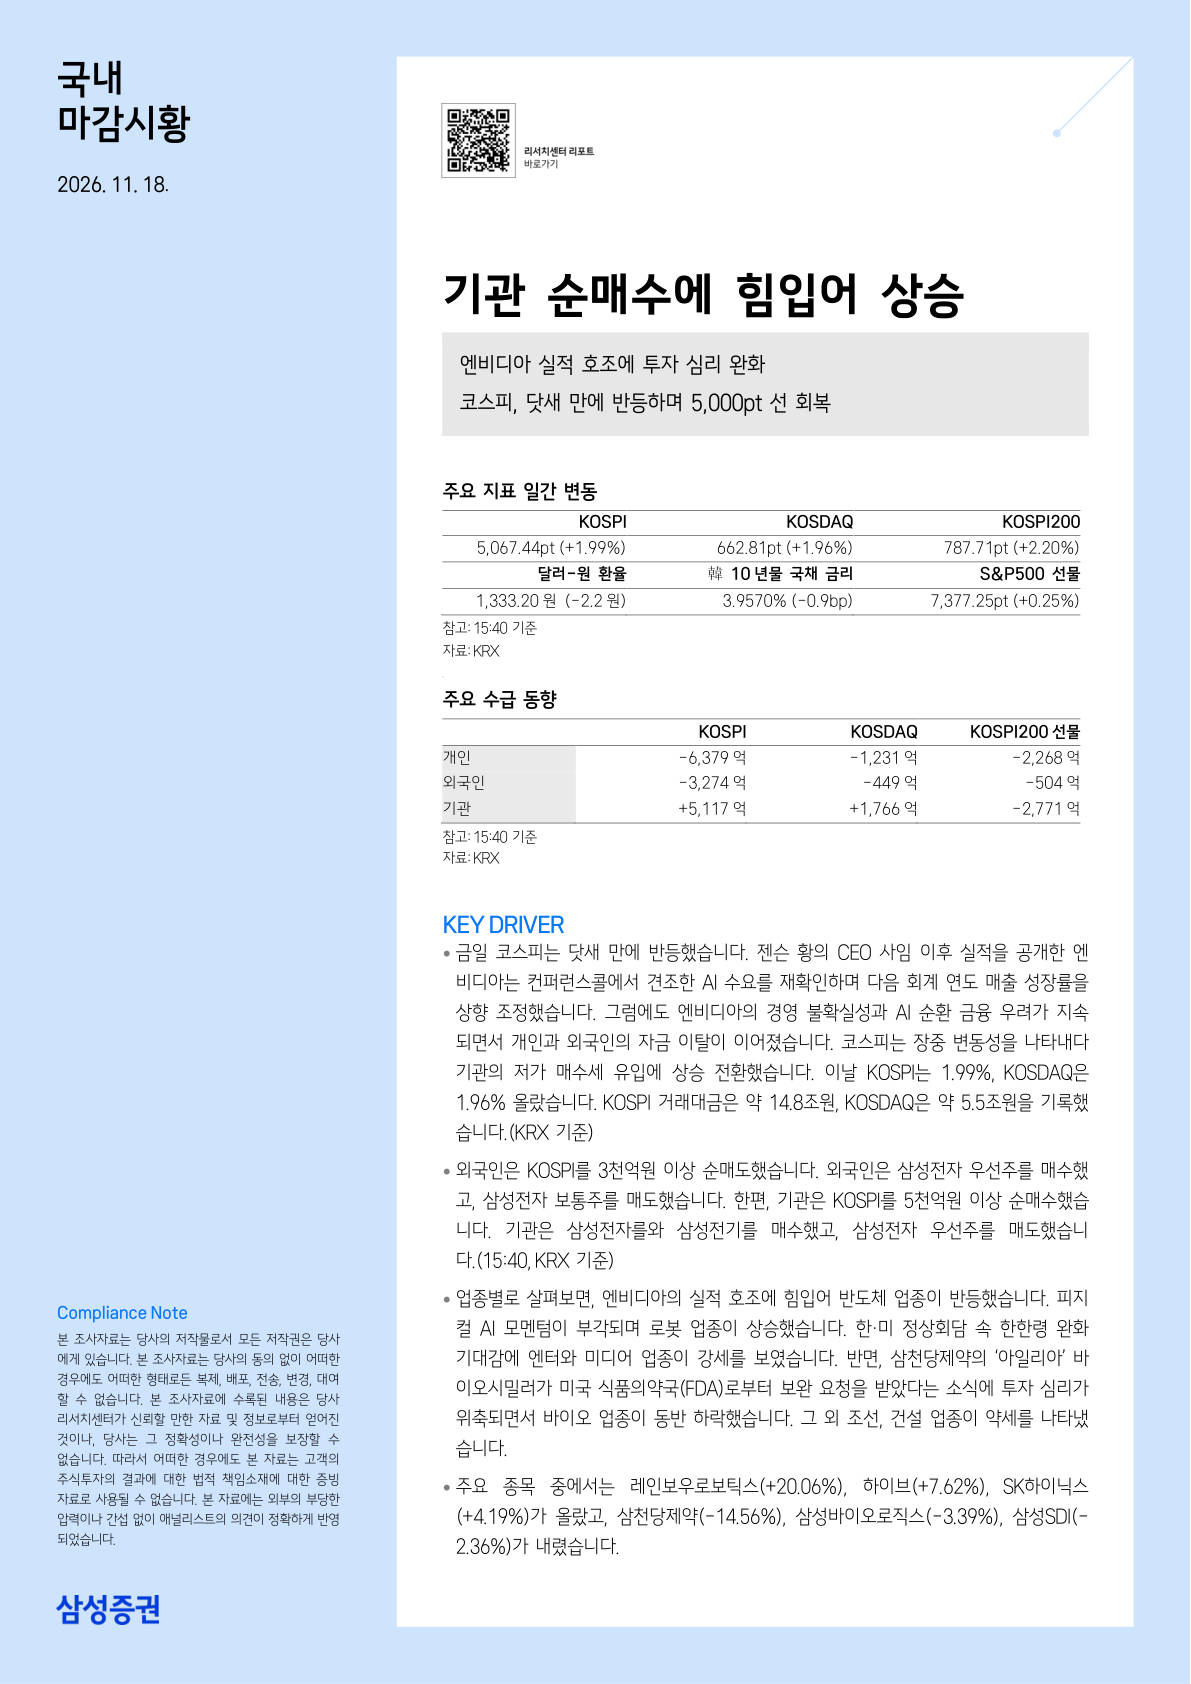 국내
마감시황
2026. 11. 18.
리서치센터 리포트
바로가기
기관 순매수에 힘입어 상승
엔비디아 실적 호조에 투자 심리 완화
코스피, 닷새 만에 반등하며 5,000pt 선 회복
주요 지표 일간 변동
KOSPI KOSDAQ KOSPI200
5,067.44pt (+1.99%) 662.81pt (+1.96%) 787.71pt (+2.20%)
달러-원 환율 韓 10년물 국채 금리 S&P500 선물
1,333.20원 (-2.2원) 3.9570% (-0.9bp) 7,377.25pt (+0.25%)
참고: 15:40 기준
자료: KRX
주요 수급 동향
KOSPI KOSDAQ KOSPI200 선물
개인 -6,379억 -1,231억 -2,268억
외국인 -3,274억 -449억 -504억
기관 +5,117억 +1,766억 -2,771억
참고: 15:40 기준
자료: KRX
KEY DRIVER
• 금일 코스피는 닷새 만에 반등했습니다. 젠슨 황의 CEO 사임 이후 실적을 공개한 엔
비디아는 컨퍼런스콜에서 견조한 AI 수요를 재확인하며 다음 회계 연도 매출 성장률을
상향 조정했습니다. 그럼에도 엔비디아의 경영 불확실성과 AI 순환 금융 우려가 지속
되면서 개인과 외국인의 자금 이탈이 이어졌습니다. 코스피는 장중 변동성을 나타내다
기관의 저가 매수세 유입에 상승 전환했습니다. 이날 KOSPI는 1.99%, KOSDAQ은
1.96% 올랐습니다. KOSPI 거래대금은 약 14.8조원, KOSDAQ은 약 5.5조원을 기록했
습니다.(KRX 기준)
• 외국인은 KOSPI를 3천억원 이상 순매도했습니다. 외국인은 삼성전자 우선주를 매수했
고, 삼성전자 보통주를 매도했습니다. 한편, 기관은 KOSPI를 5천억원 이상 순매수했습
니다. 기관은 삼성전자를와 삼성전기를 매수했고, 삼성전자 우선주를 매도했습니
다.(15:40, KRX 기준)
• 업종별로 살펴보면, 엔비디아의 실적 호조에 힘입어 반도체 업종이 반등했습니다. 피지
컬 AI 모멘텀이 부각되며 로봇 업종이 상승했습니다. 한·미 정상회담 속 한한령 완화
기대감에 엔터와 미디어 업종이 강세를 보였습니다. 반면, 삼천당제약의 ‘아일리아’ 바
이오시밀러가 미국 식품의약국(FDA)로부터 보완 요청을 받았다는 소식에 투자 심리가
위축되면서 바이오 업종이 동반 하락했습니다. 그 외 조선, 건설 업종이 약세를 나타냈
습니다.
• 주요 종목 중에서는 레인보우로보틱스(+20.06%), 하이브(+7.62%), SK하이닉스
(+4.19%)가 올랐고, 삼천당제약(-14.56%), 삼성바이오로직스(-3.39%), 삼성SDI(-
2.36%)가 내렸습니다.
Compliance Note
본 조사자료는 당사의 저작물로서 모든 저작권은 당사
에게 있습니다. 본 조사자료는 당사의 동의 없이 어떠한
경우에도 어떠한 형태로든 복제, 배포, 전송, 변경, 대여
할 수 없습니다. 본 조사자료에 수록된 내용은 당사
리서치센터가 신뢰할 만한 자료 및 정보로부터 얻어진
것이나, 당사는 그 정확성이나 완전성을 보장할 수
없습니다. 따라서 어떠한 경우에도 본 자료는 고객의
주식투자의 결과에 대한 법적 책임소재에 대한 증빙
자료로 사용될 수 없습니다. 본 자료에는 외부의 부당한
압력이나 간섭 없이 애널리스트의 의견이 정확하게 반영
되었습니다.
삼성증권